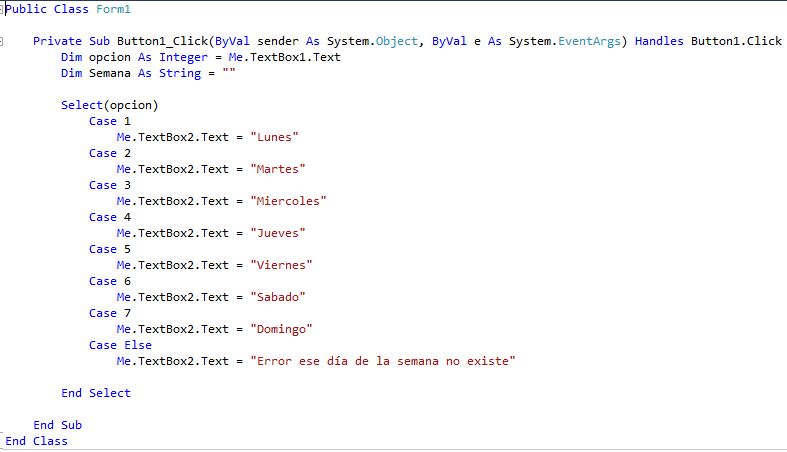 Public Class Form1
Private Sub Button1_Click(ByVal sender As System.Object, ByVal e As System.EventArgs) Handles Button1.Click
Dim opcion As Integer = Me.TextBox1.Text
Dim Semana As String = ""
Select(opcion)
Case 1
Me.TextBox2.Text = "Lunes"
Case 2
Me.TextBox2.Text = "Martes"
Case 3
Me.TextBox2.Text = "Miercoles"
Case 4
Me.TextBox2.Text = "Jueves"
Case 5
Me.TextBox2.Text = "Viernes"
Case 6
Me.TextBox2.Text = "Sabado"
Case 7
Me.TextBox2.Text = "Domingo"
Case Else
Me.TextBox2.Text = "Error ese día de la semana no existe"
End Select
End Sub
End Class